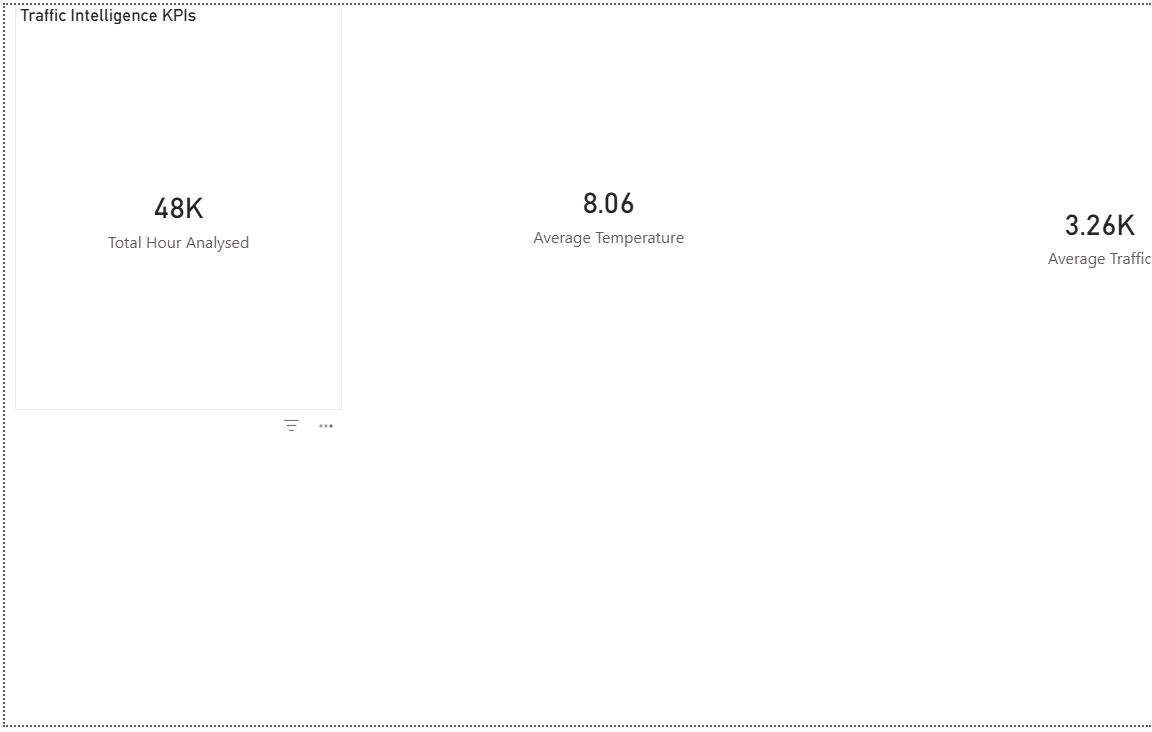 Traffic Intelligence KPIs
48K
Total Hour Analysed
8.06
Average Temperature
3.26K
Average Traffic